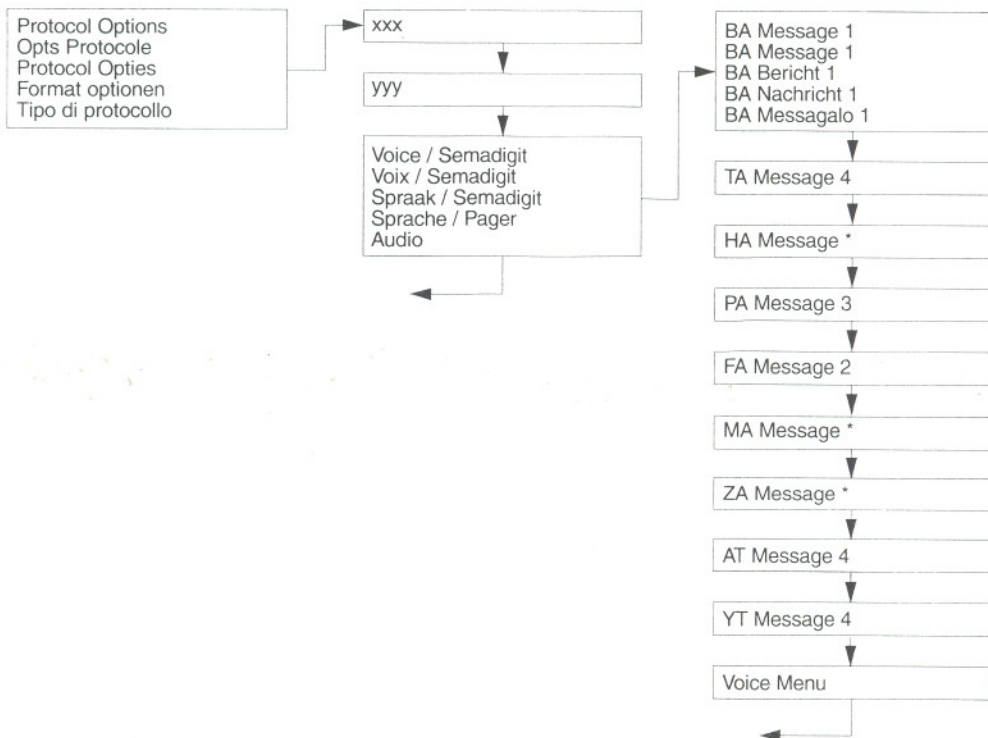 Protocol Options
Opts Protocole
Protocol Opties
Format optionen
Tipo di protocollo
xxx
yyy
Voice / Semadigit
Voix / Semadigit
Spraak / Semadigit
Sprache / Pager
Audio
BA Message 1
BA Message 1
BA Bericht 1
BA Nachricht 1
BA Messagalo 1
TA Message 4
HA Message *
PA Message 3
FA Message 2
MA Message *
ZA Message *
AT Message 4
YT Message 4
Voice Menu